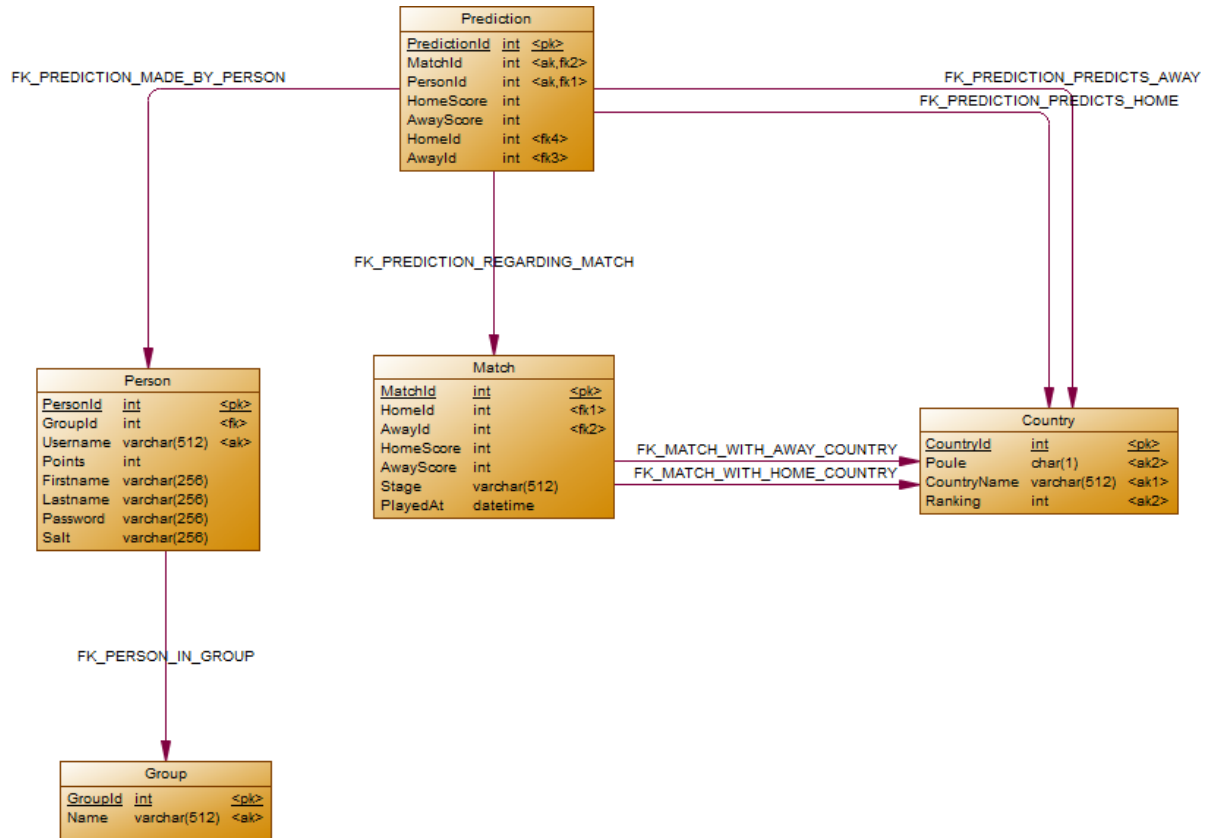 Prediction
PredictionId int <pk>
MatchId int <ak,fk2>
PersonId int <ak,fk1>
HomeScore int
AwayScore int
HomeId int <fk4>
AwayId int <fk3>
FK_PREDICTION_MADE_BY_PERSON
FK_PREDICTION_PREDICTS_AWAY
FK_PREDICTION_PREDICTS_HOME
FK_PREDICTION_REGARDING_MATCH
Person
PersonId int <pk>
GroupId int <fk>
Username varchar(512) <ak>
Points int
Firstname varchar(256)
Lastname varchar(256)
Password varchar(256)
Salt varchar(256)
Match
MatchId int <pk>
HomeId int <fk1>
AwayId int <fk2>
HomeScore int
AwayScore int
Stage varchar(512)
PlayedAt datetime
FK_MATCH_WITH_AWAY_COUNTRY
FK_MATCH_WITH_HOME_COUNTRY
Country
CountryId int <pk>
Poule char(1) <ak2>
CountryName varchar(512) <ak1>
Ranking int <ak2>
FK_PERSON_IN_GROUP
Group
GroupId int <pk>
Name varchar(512) <ak>